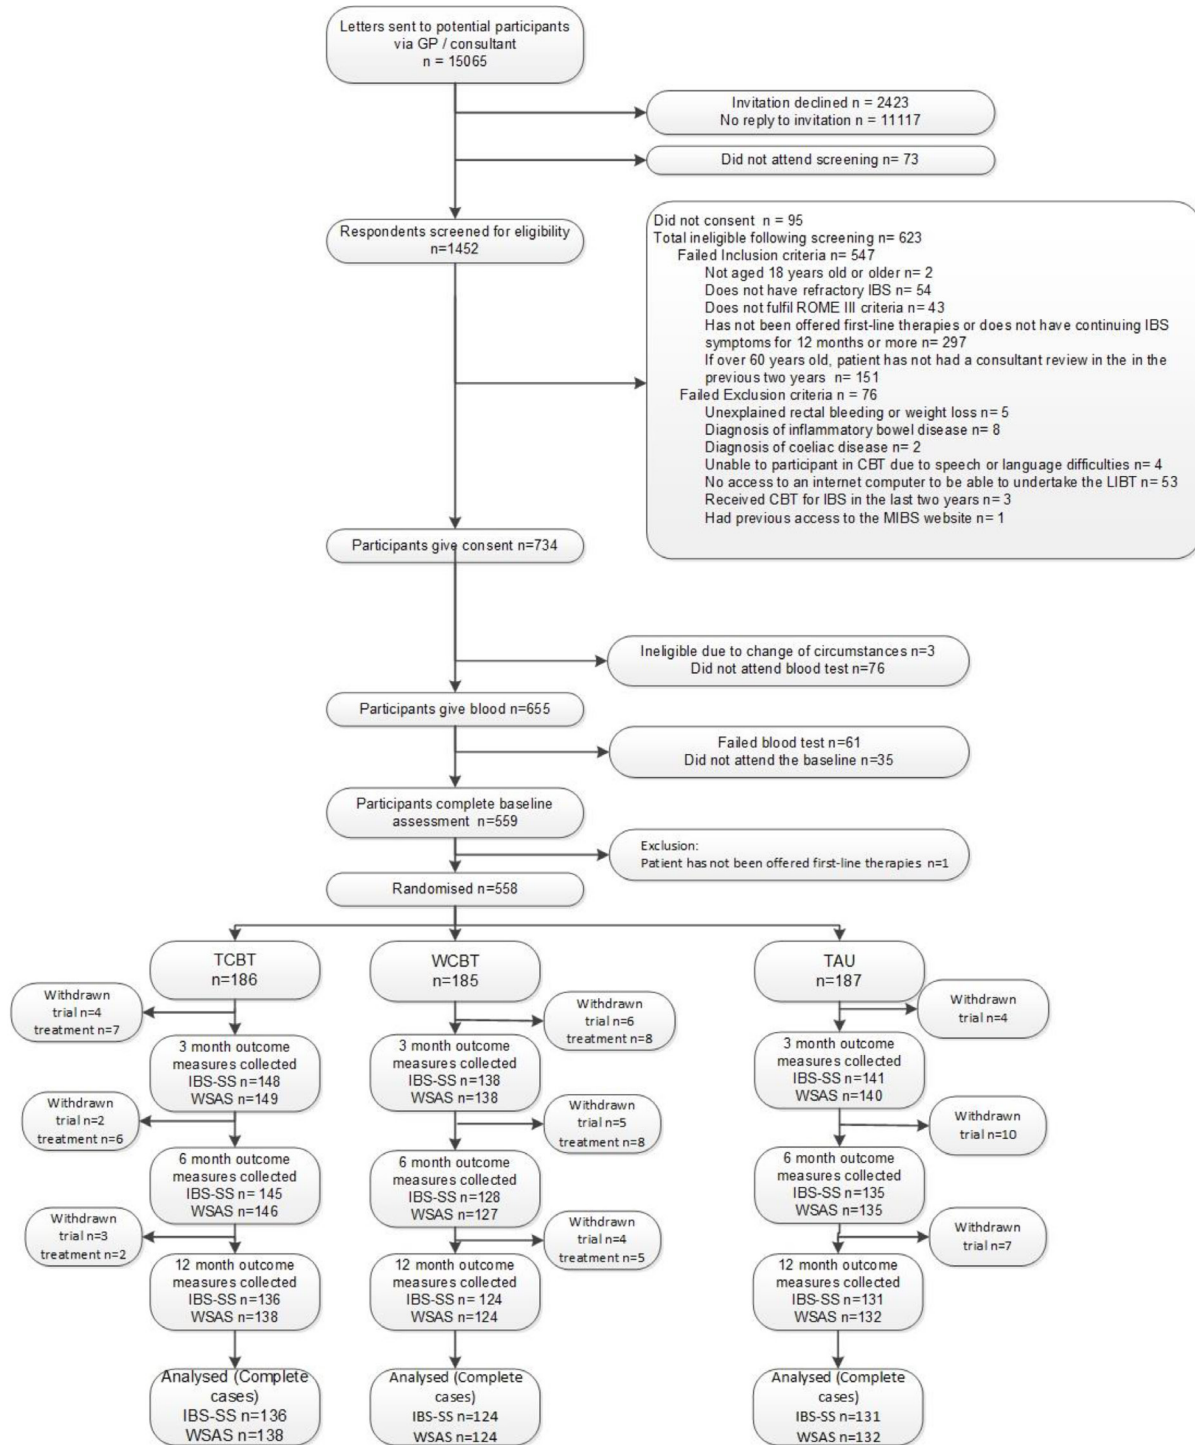 Letters sent to potential participants
via GP / consultant
n = 15065
Invitation declined n = 2423
No reply to invitation n = 11117
Did not attend screening n= 73
Respondents screened for eligibility
n=1452
Did not consent n = 95
Total ineligible following screening n= 623
Failed Inclusion criteria n= 547
Not aged 18 years old or older n= 2
Does not have refractory IBS n= 54
Does not fulfil ROME III criteria n= 43
Has not been offered first-line therapies or does not have continuing IBS
symptoms for 12 months or more n= 297
If over 60 years old, patient has not had a consultant review in the in the
previous two years n= 151
Failed Exclusion criteria n = 76
Unexplained rectal bleeding or weight loss n= 5
Diagnosis of inflammatory bowel disease n= 8
Diagnosis of coeliac disease n= 2
Unable to participant in CBT due to speech or language difficulties n= 4
No access to an internet computer to be able to undertake the LIBT n= 53
Received CBT for IBS in the last two years n= 3
Had previous access to the MIBS website n= 1
Participants give consent n=734
Ineligible due to change of circumstances n=3
Did not attend blood test n=76
Participants give blood n=655
Failed blood test n=61
Did not attend the baseline n=35
Participants complete baseline
assessment n=559
Exclusion:
Patient has not been offered first-line therapies n=1
Randomised n=558
TCBT
n=186
WCBT
n=185
TAU
n=187
Withdrawn
trial n=4
treatment n=7
Withdrawn
trial n=6
treatment n=8
Withdrawn
trial n=4
3 month outcome
measures collected
IBS-SS n=148
WSAS n=149
3 month outcome
measures collected
IBS-SS n=138
WSAS n=138
3 month outcome
measures collected
IBS-SS n=141
WSAS n=140
Withdrawn
trial n=2
treatment n=6
Withdrawn
trial n=5
treatment n=8
Withdrawn
trial n=10
6 month outcome
measures collected
IBS-SS n= 145
WSAS n=146
6 month outcome
measures collected
IBS-SS n=128
WSAS n=127
6 month outcome
measures collected
IBS-SS n=135
WSAS n=135
Withdrawn
trial n=3
treatment n=2
Withdrawn
trial n=4
treatment n=5
Withdrawn
trial n=7
12 month outcome
measures collected
IBS-SS n=136
WSAS n=138
12 month outcome
measures collected
IBS-SS n= 124
WSAS n=124
12 month outcome
measures collected
IBS-SS n=131
WSAS n=132
Analysed (Complete
cases)
IBS-SS n=136
WSAS n=138
Analysed (Complete
cases)
IBS-SS n=124
WSAS n=124
Analysed (Complete
cases)
IBS-SS n=131
WSAS n=132